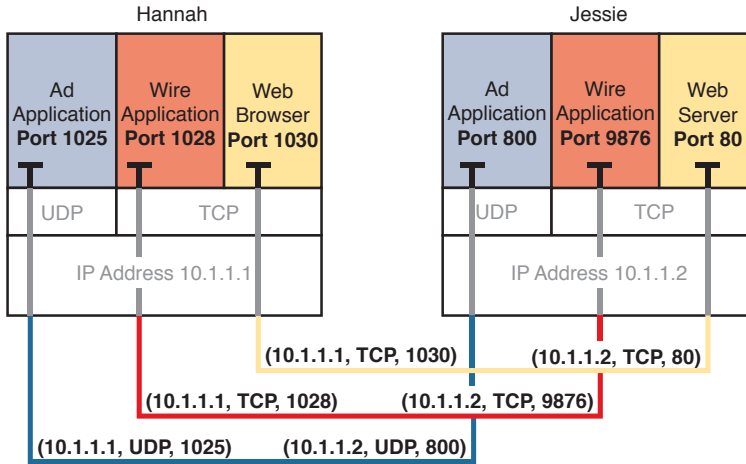 Hannah
Jessie
Ad
Application
Port 1025
Wire
Application
Port 1028
Web
Browser
Port 1030
Ad
Application
Port 800
Wire
Application
Port 9876
Web
Server
Port 80
UDP
TCP
UDP
TCP
IP Address 10.1.1.1
IP Address 10.1.1.2
(10.1.1.1, TCP, 1030)
(10.1.1.2, TCP, 80)
(10.1.1.1, TCP, 1028)
(10.1.1.2, TCP, 9876)
(10.1.1.1, UDP, 1025)
(10.1.1.2, UDP, 800)